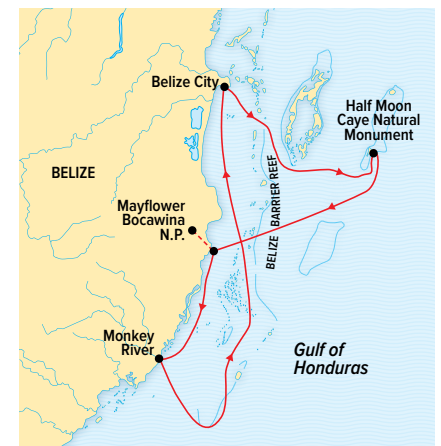 Belize City
Half Moon
Caye Natural
Monument
BELIZE
BELIZE BARRIER REEF
Mayflower
Bocawina
N.P.
Monkey
River
Gulf of
Honduras